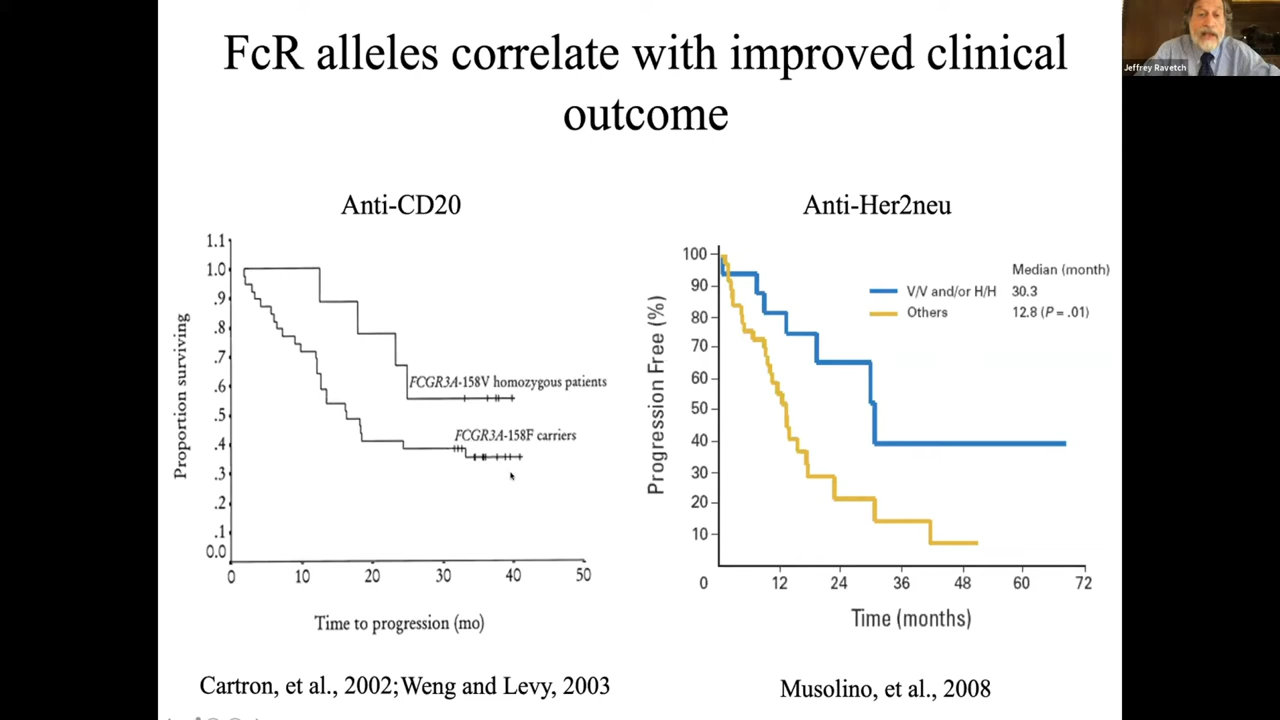 FcR alleles correlate with improved clinical
outcome
Jeffrey Ravetch
Anti-CD20
Anti-Her2neu
Proportion surviving
1.1
1.0
.9
.8
.7
.6
.5
.4
.3
.2
.1
0.0
FCGR3A-158V homozygous patients
FCGR3A-158F carriers
0 10 20 30 40 50
Time to progression (mo)
Progression Free (%)
100
90
80
70
60
50
40
30
20
10
Median (month)
V/V and/or H/H 30.3
Others 12.8 (P = .01)
0 12 24 36 48 60 72
Time (months)
Cartron, et al., 2002;Weng and Levy, 2003
Musolino, et al., 2008